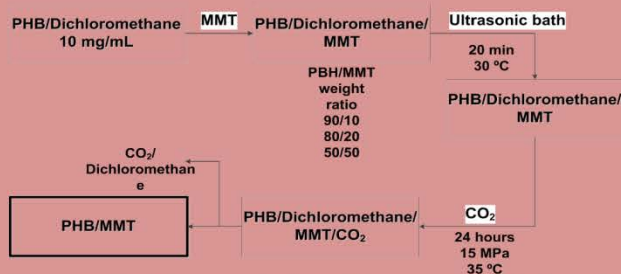 PHB/Dichloromethane
10 mg/mL
MMT
PHB/Dichloromethane/
MMT
PBH/MMT
weight
ratio
90/10
80/20
50/50
Ultrasonic bath
20 min
30 ºC
PHB/Dichloromethane/
MMT
CO₂
24 hours
15 MPa
35 ºC
PHB/Dichloromethane/
MMT/CO₂
CO₂/
Dichloromethan
e
PHB/MMT